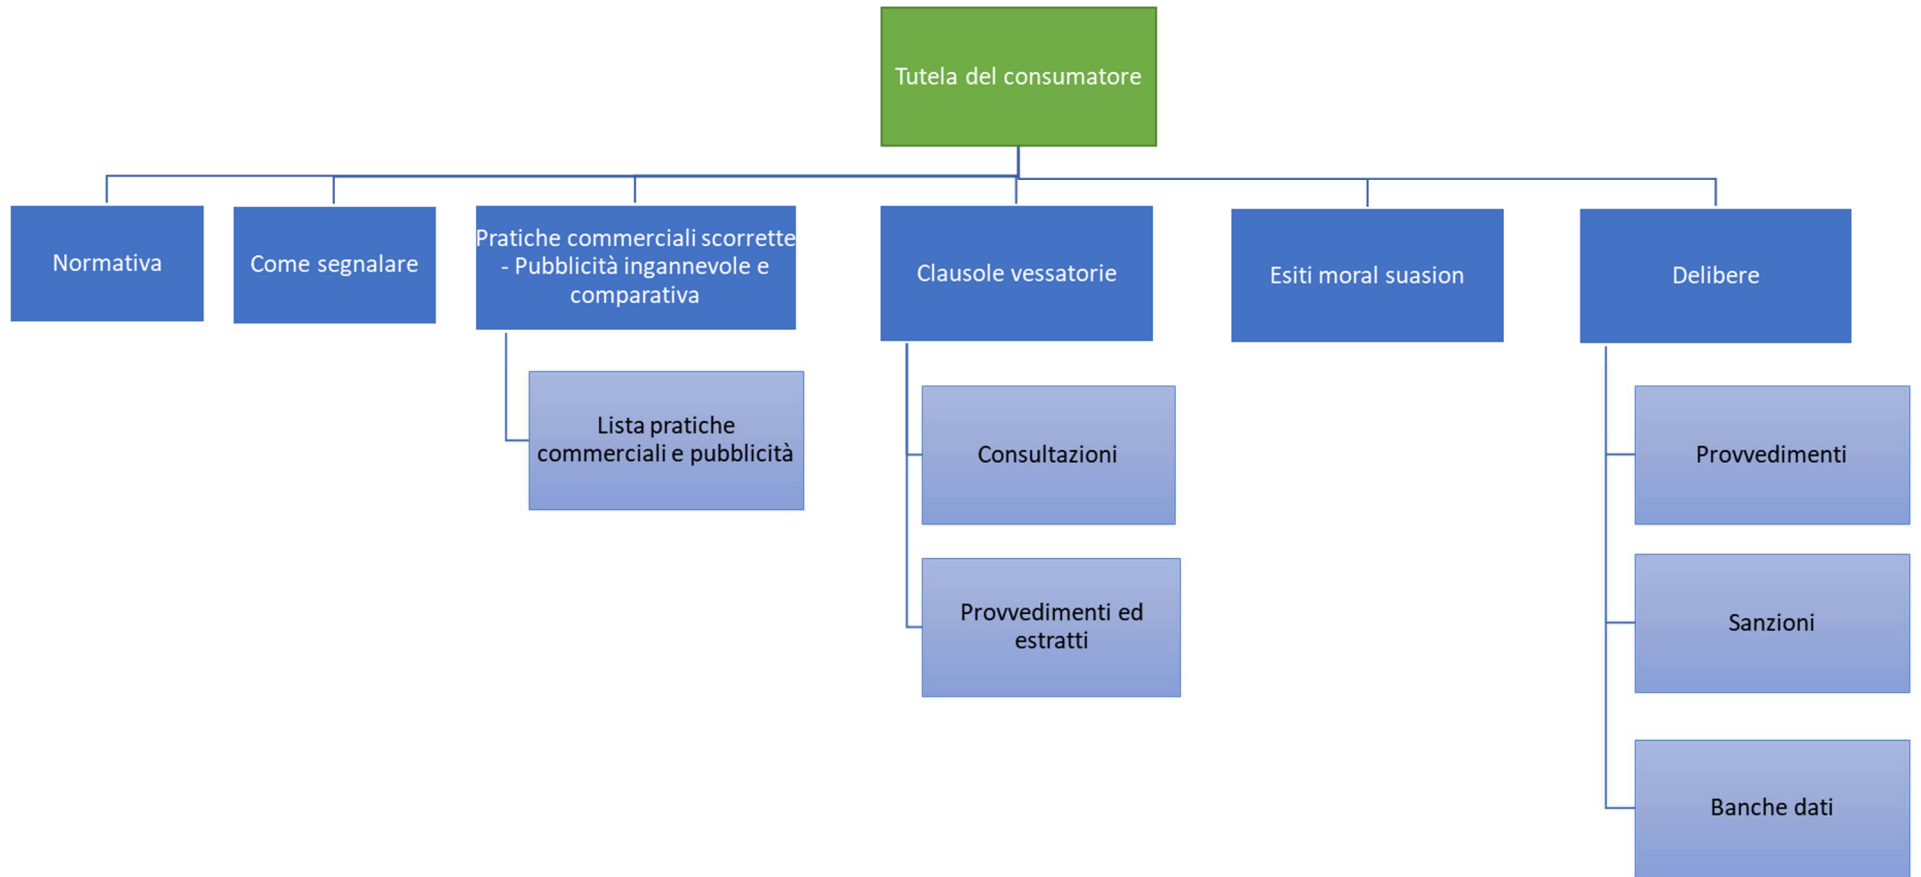 Tutela del consumatore
Normativa
Come segnalare
Pratiche commerciali scorrette
- Pubblicità ingannevole e
comparativa
Clausole vessatorie
Esiti moral suasion
Delibere
Lista pratiche
commerciali e pubblicità
Consultazioni
Provvedimenti ed
estratti
Provvedimenti
Sanzioni
Banche dati